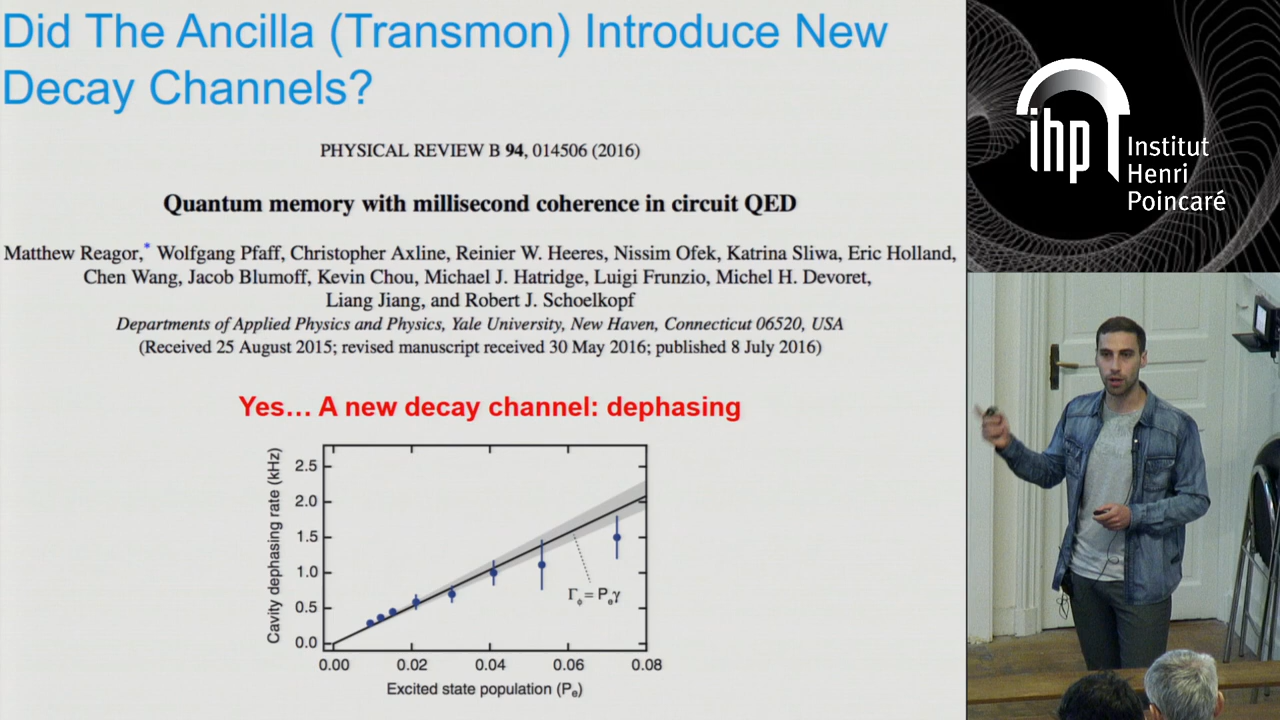 Did The Ancilla (Transmon) Introduce New
Decay Channels?
PHYSICAL REVIEW B 94, 014506 (2016)
Quantum memory with millisecond coherence in circuit QED
Matthew Reagor,* Wolfgang Pfaff, Christopher Axline, Reinier W. Heeres, Nissim Ofek, Katrina Sliwa, Eric Holland,
Chen Wang, Jacob Blumoff, Kevin Chou, Michael J. Hatridge, Luigi Frunzio, Michel H. Devoret,
Liang Jiang, and Robert J. Schoelkopf
Departments of Applied Physics and Physics, Yale University, New Haven, Connecticut 06520, USA
(Received 25 August 2015; revised manuscript received 30 May 2016; published 8 July 2016)
Yes... A new decay channel: dephasing
Cavity dephasing rate (kHz)
2.5
2.0
1.5
1.0
0.5
0.0
Γϕ = Peγ
0.00 0.02 0.04 0.06 0.08
Excited state population (Pe)
ihp
Institut
Henri
Poincaré